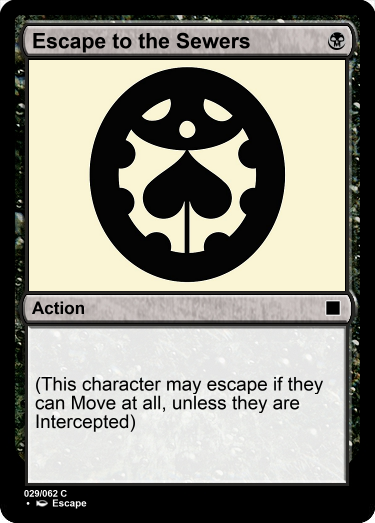 Escape to the Sewers
Action
(This character may escape if they
can Move at all, unless they are
Intercepted)
029/062 C
• Escape